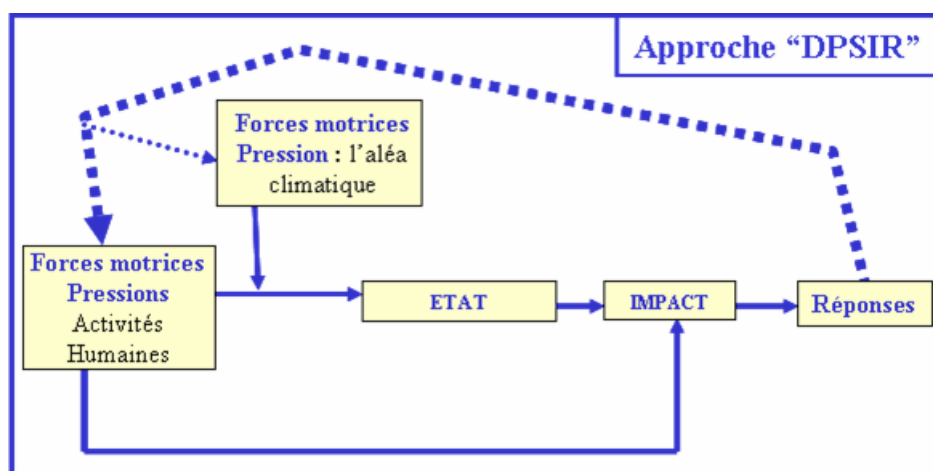 Approche “DPSIR”
Forces motrices
Pression : l’aléa
climatique
Forces motrices
Pressions
Activités
Humaines
ETAT
IMPACT
Réponses